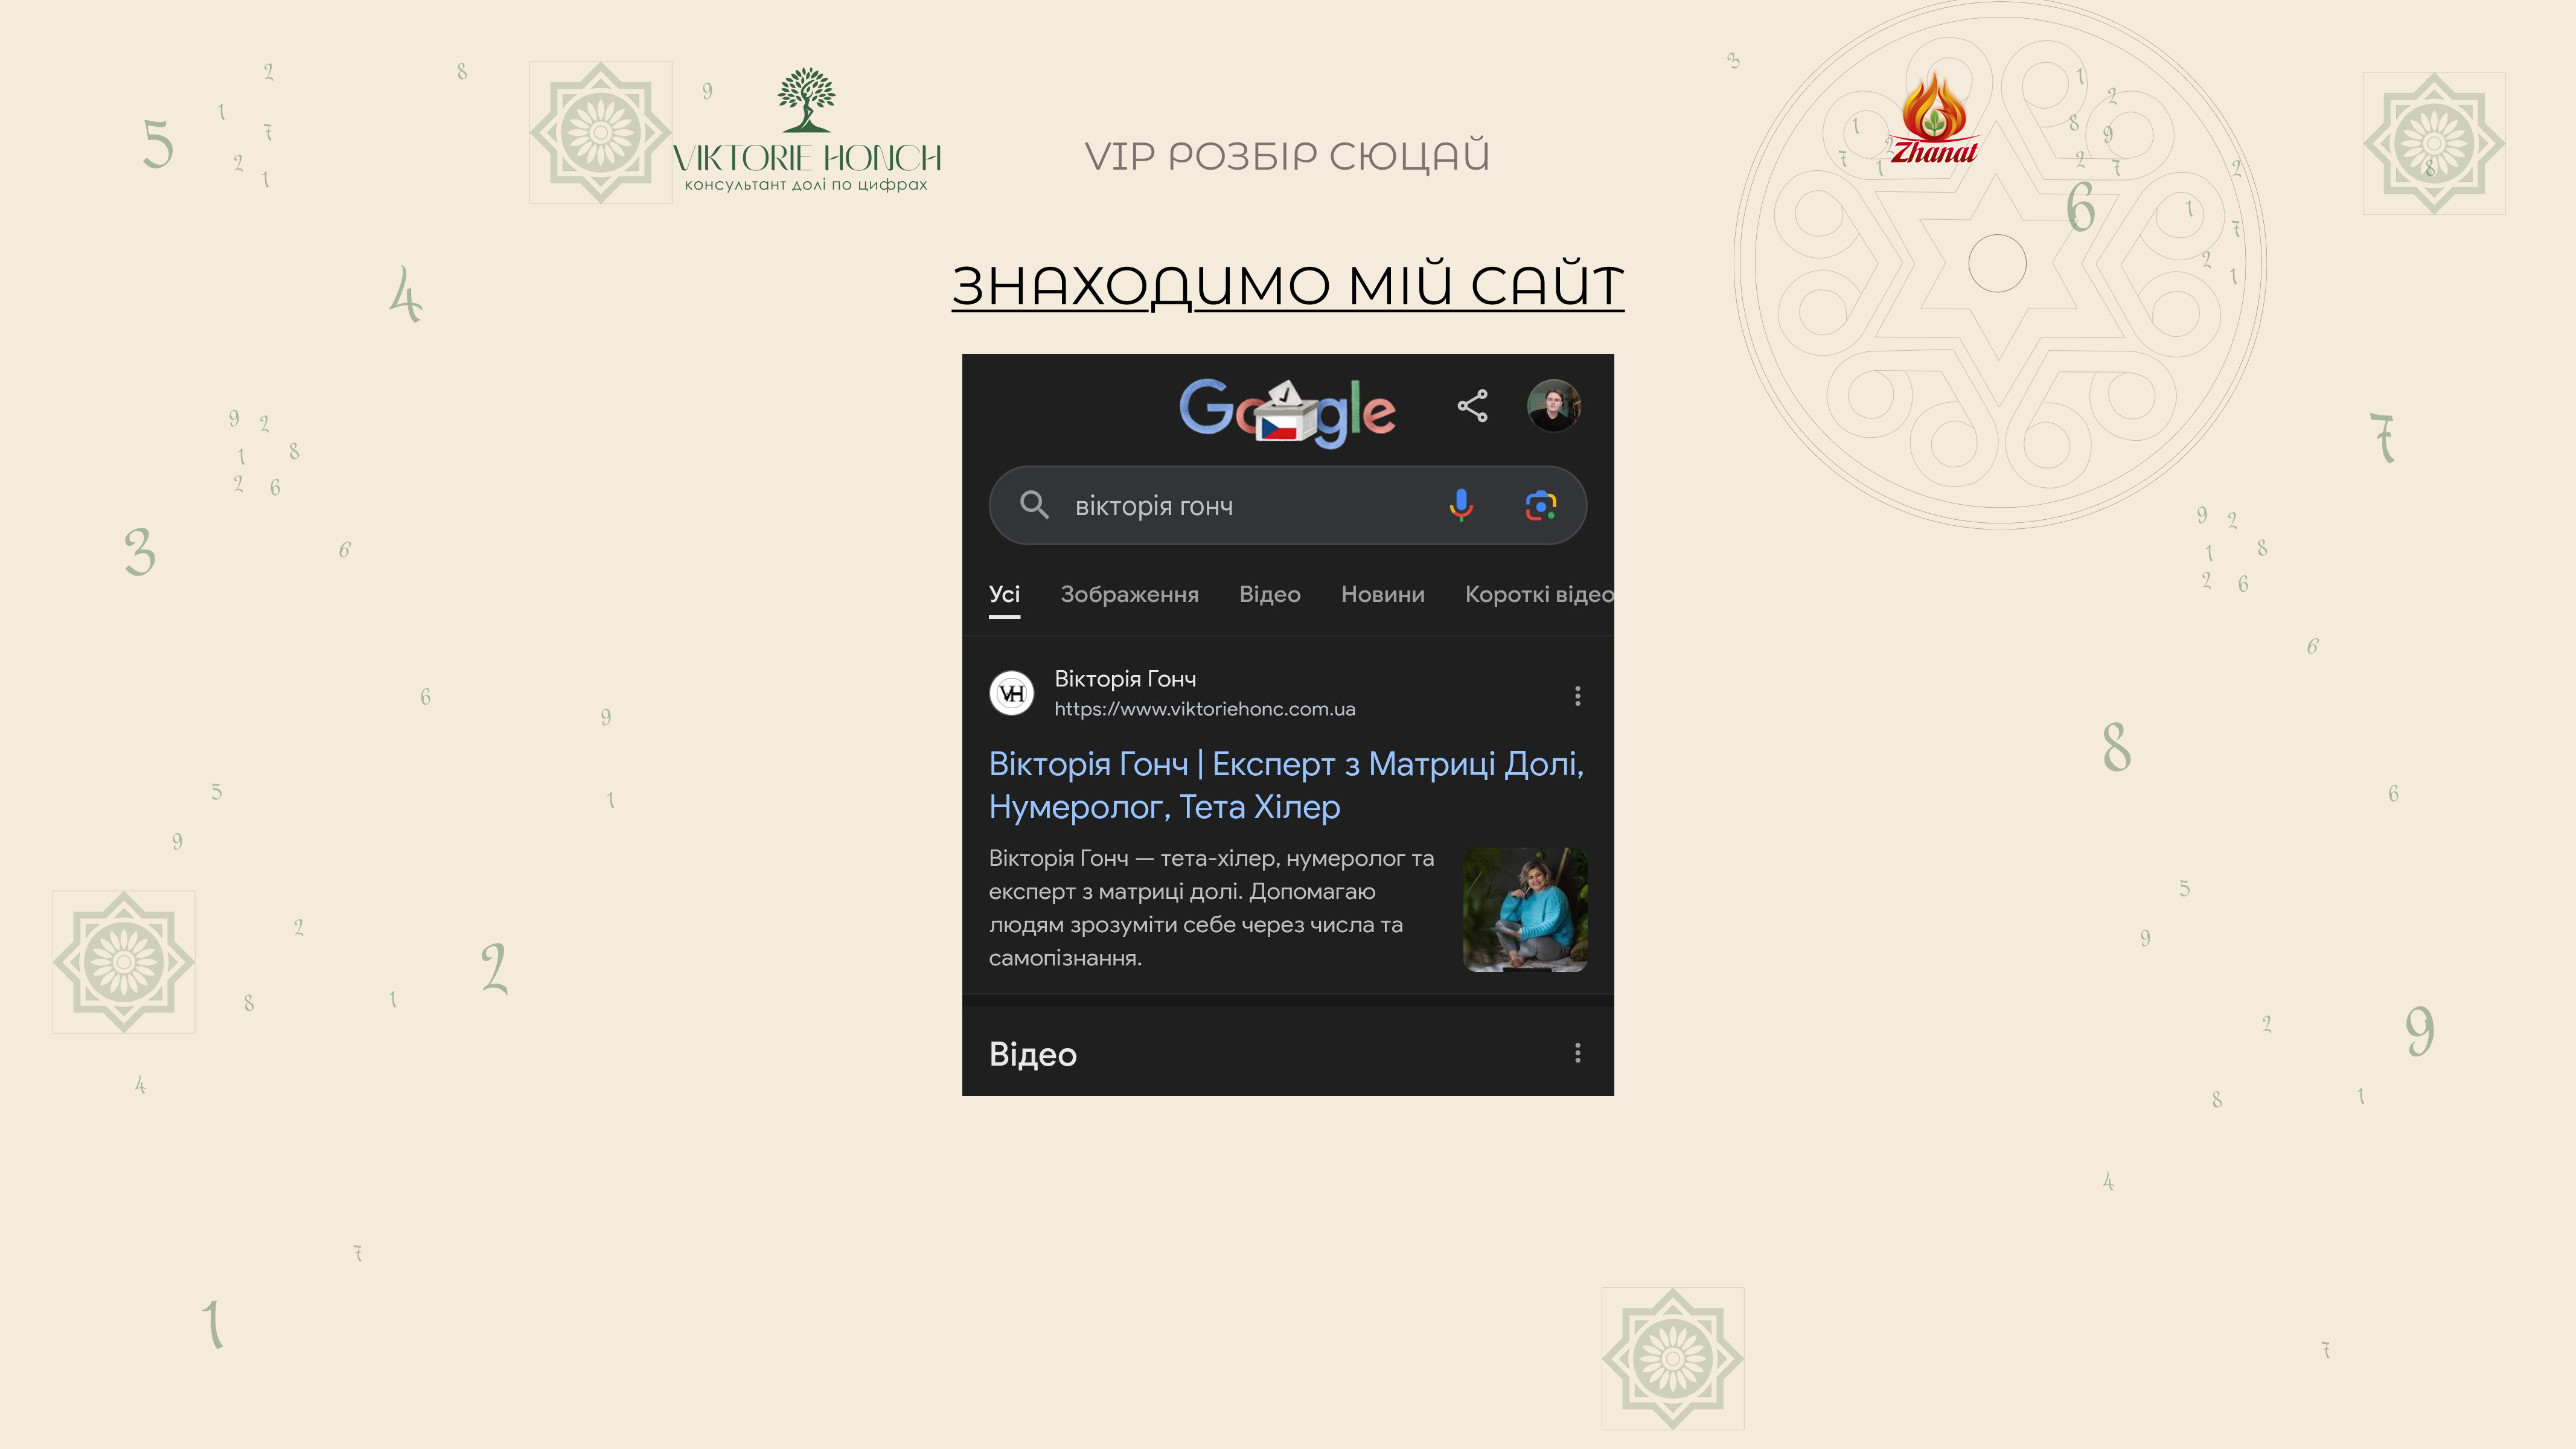 VIKTORIE HONCH
консультант долі по цифрах
VIP РОЗБІР СЮЦАЙ
Zhanat
ЗНАХОДИМО МІЙ САЙТ
Google
вікторія гонч
Усі Зображення Відео Новини Короткі відео
VH
Вікторія Гонч
https://www.viktoriehonc.com.ua
Вікторія Гонч | Експерт з Матриці Долі,
Нумеролог, Тета Хілер
Вікторія Гонч — тета-хілер, нумеролог та
експерт з матриці долі. Допомагаю
людям зрозуміти себе через числа та
самопізнання.
Відео